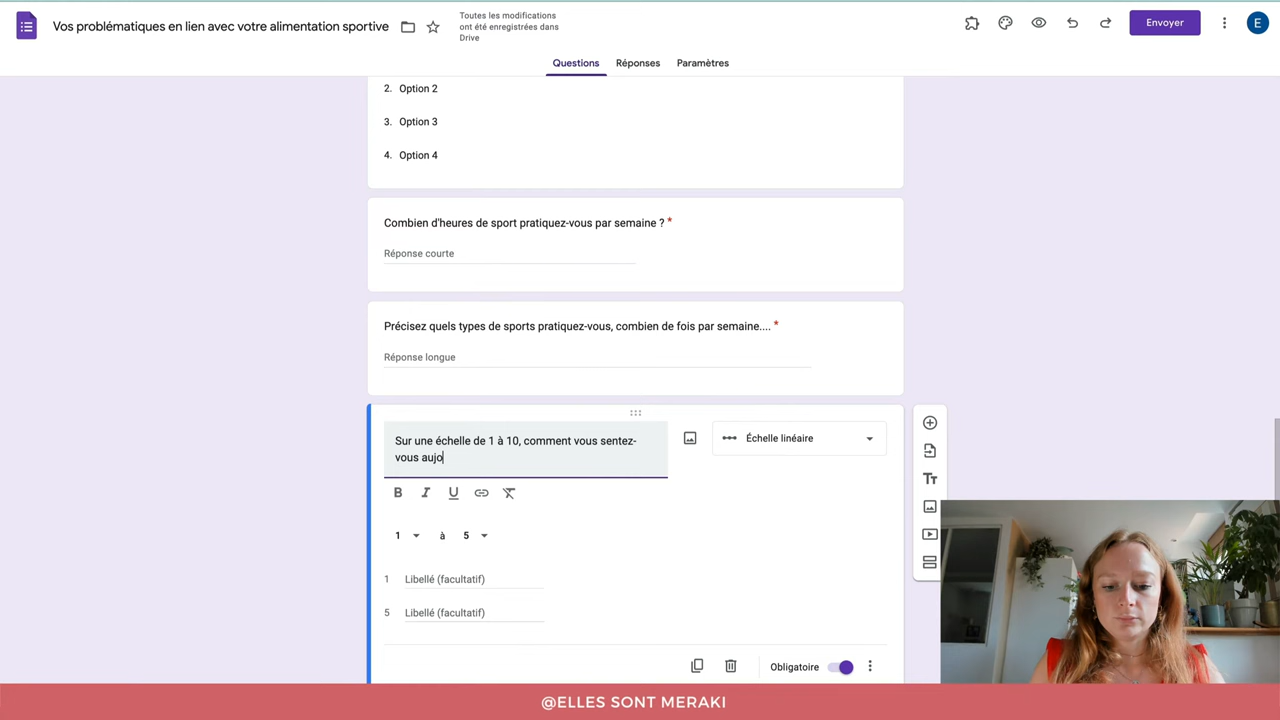 Vos problématiques en lien avec votre alimentation sportive
Toutes les modifications
ont été enregistrées dans
Drive
Envoyer
E
Questions
Réponses
Paramètres
2. Option 2
3. Option 3
4. Option 4
Combien d'heures de sport pratiquez-vous par semaine ? *
Réponse courte
Précisez quels types de sports pratiquez-vous, combien de fois par semaine.... *
Réponse longue
Sur une échelle de 1 à 10, comment vous sentez-
vous aujo
Échelle linéaire
B I U
1 à 5
1 Libellé (facultatif)
5 Libellé (facultatif)
Obligatoire
Tт
@ELLES SONT MERAKI